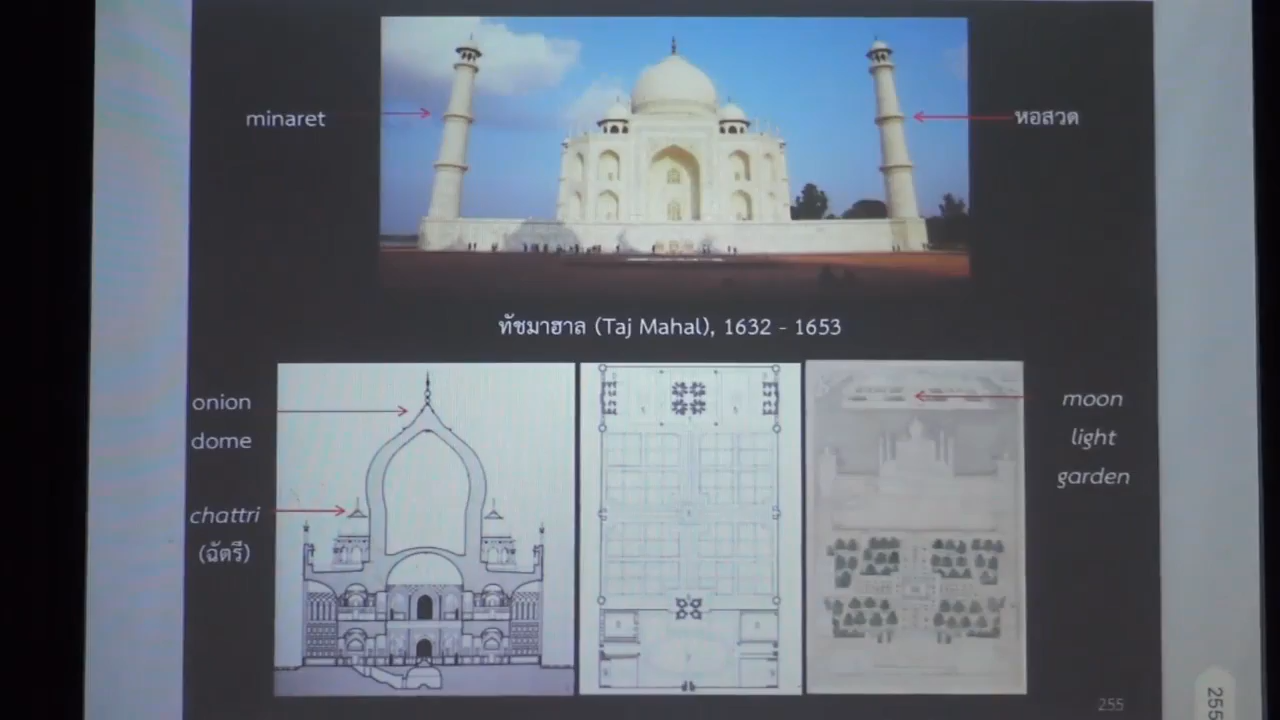 minaret
หอสวด
ทัชมาฮาล (Taj Mahal), 1632 - 1653
onion
dome
chattri
(ฉัตรี)
moon
light
garden
255
255